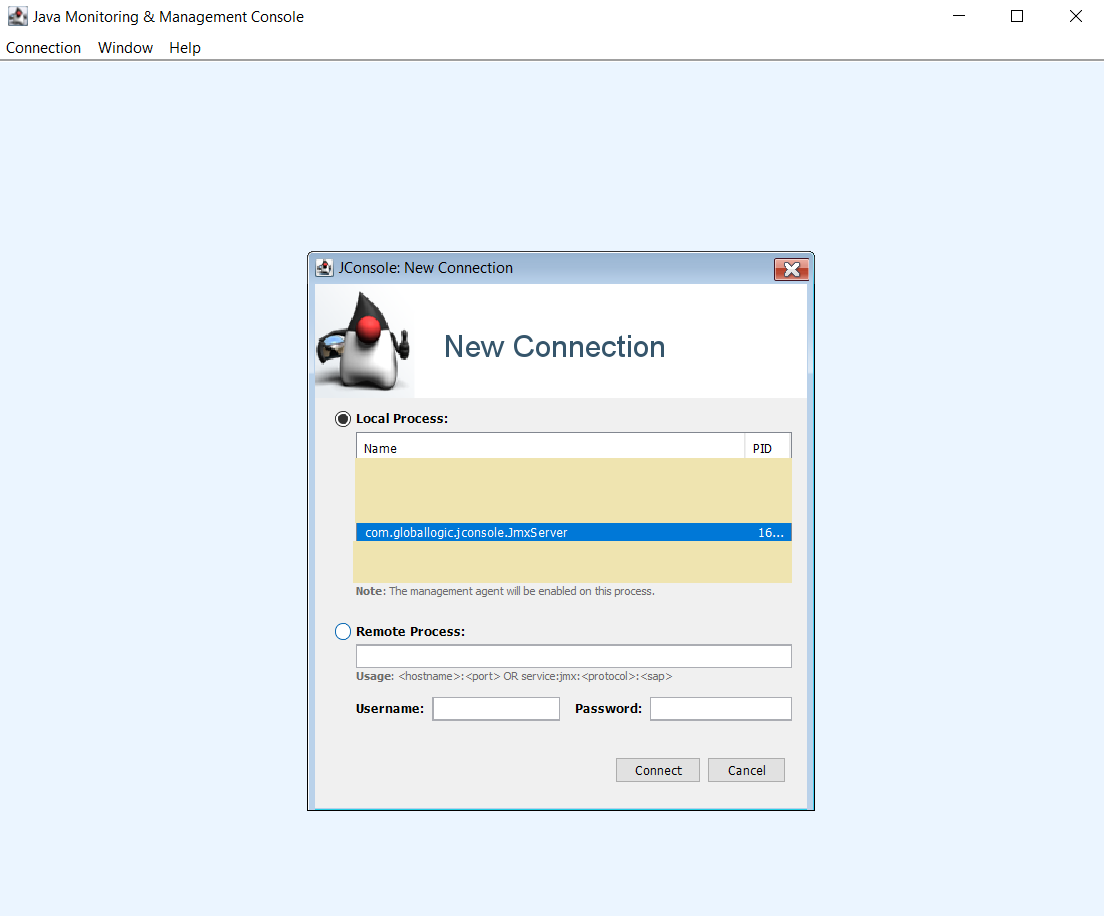 Java Monitoring & Management Console
Connection Window Help
JConsole: New Connection
New Connection
Local Process:
Name PID
com.globallogic.jconsole.JmxServer 16...
Note: The management agent will be enabled on this process.
Remote Process:
Usage: <hostname>:<port> OR service:jmx:<protocol>:<sap>
Username: Password:
Connect Cancel